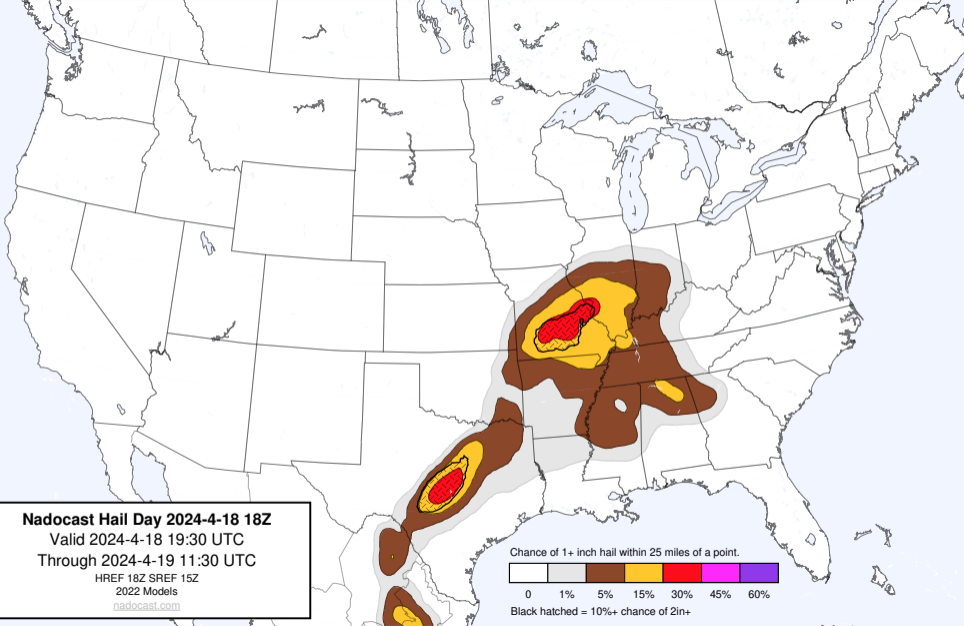 Nadocast Hail Day 2024-4-18 18Z
Valid 2024-4-18 19:30 UTC
Through 2024-4-19 11:30 UTC
HREF 18Z SREF 15Z
2022 Models
nadocast.com
Chance of 1+ inch hail within 25 miles of a point.
0 1% 5% 15% 30% 45% 60%
Black hatched = 10%+ chance of 2in+